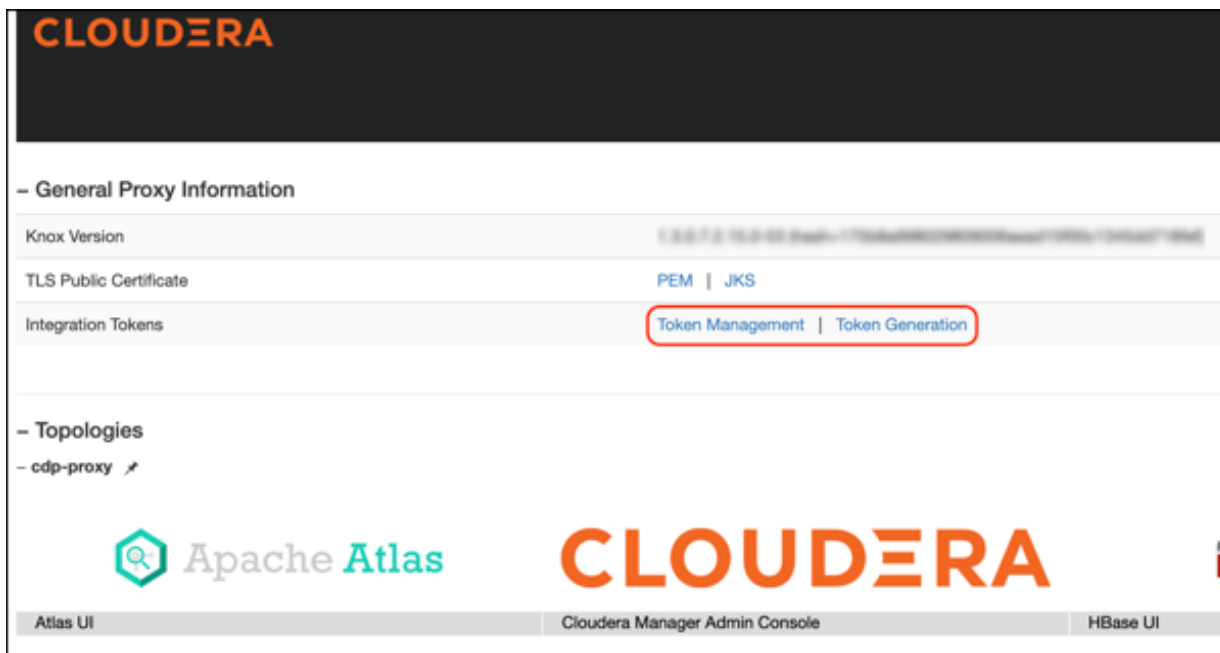 CLOUDERA
– General Proxy Information
Knox Version
TLS Public Certificate PEM | JKS
Integration Tokens Token Management | Token Generation
– Topologies
– cdp-proxy
Apache Atlas CLOUDERA
Atlas UI Cloudera Manager Admin Console HBase UI